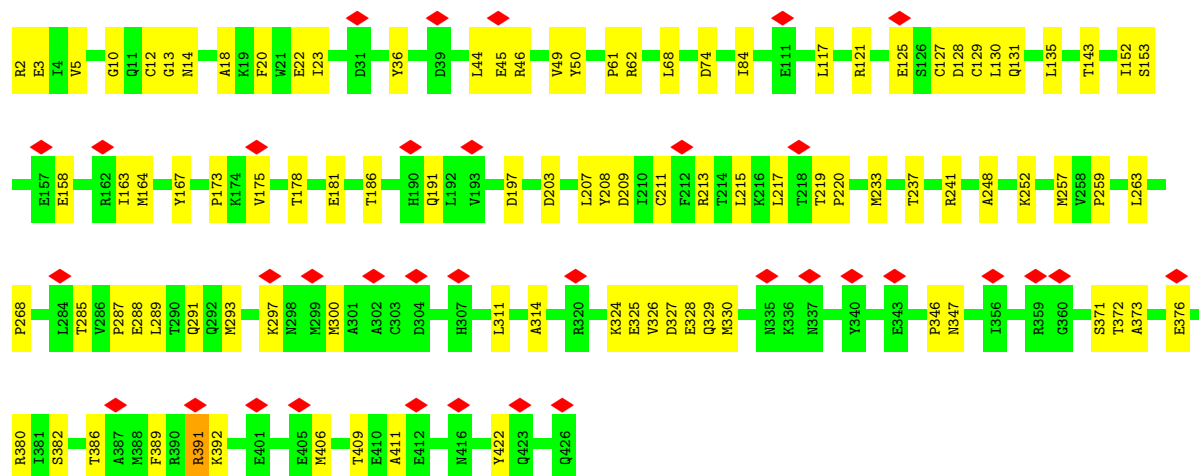 R2 E3 I4 V5 G10 Q11 C12 G13 N14 A18 K19 F20 W21 E22 I23 D31 Y36 D39 L44 E45 R46 V49 Y50 P61 R62 L68 D74 I84 E111 L117 R121 E125 S126 C127 D128 C129 L130 Q131 L135 T143 I152 S153
E157 E158 R162 I163 M164 Y167 P173 K174 V175 T178 E181 T186 H190 Q191 L192 V193 D197 D203 L207 Y208 D209 I210 C211 F212 R213 T214 L215 K216 L217 T218 T219 P220 M233 T237 R241 A248 K252 M257 V258 P259 L263
P268 L284 T285 V286 P287 E288 L289 T290 Q291 Q292 M293 K297 N298 M299 M300 A301 A302 C303 D304 H307 L311 A314 R320 K324 E325 V326 D327 E328 Q329 M330 N335 K336 N337 Y340 E343 P346 N347 I356 R359 G360 S371 T372 A373 E376
R380 I381 S382 T386 A387 M388 F389 R390 R391 K392 E401 E405 M406 T409 E410 A411 E412 N416 Y422 Q423 Q426